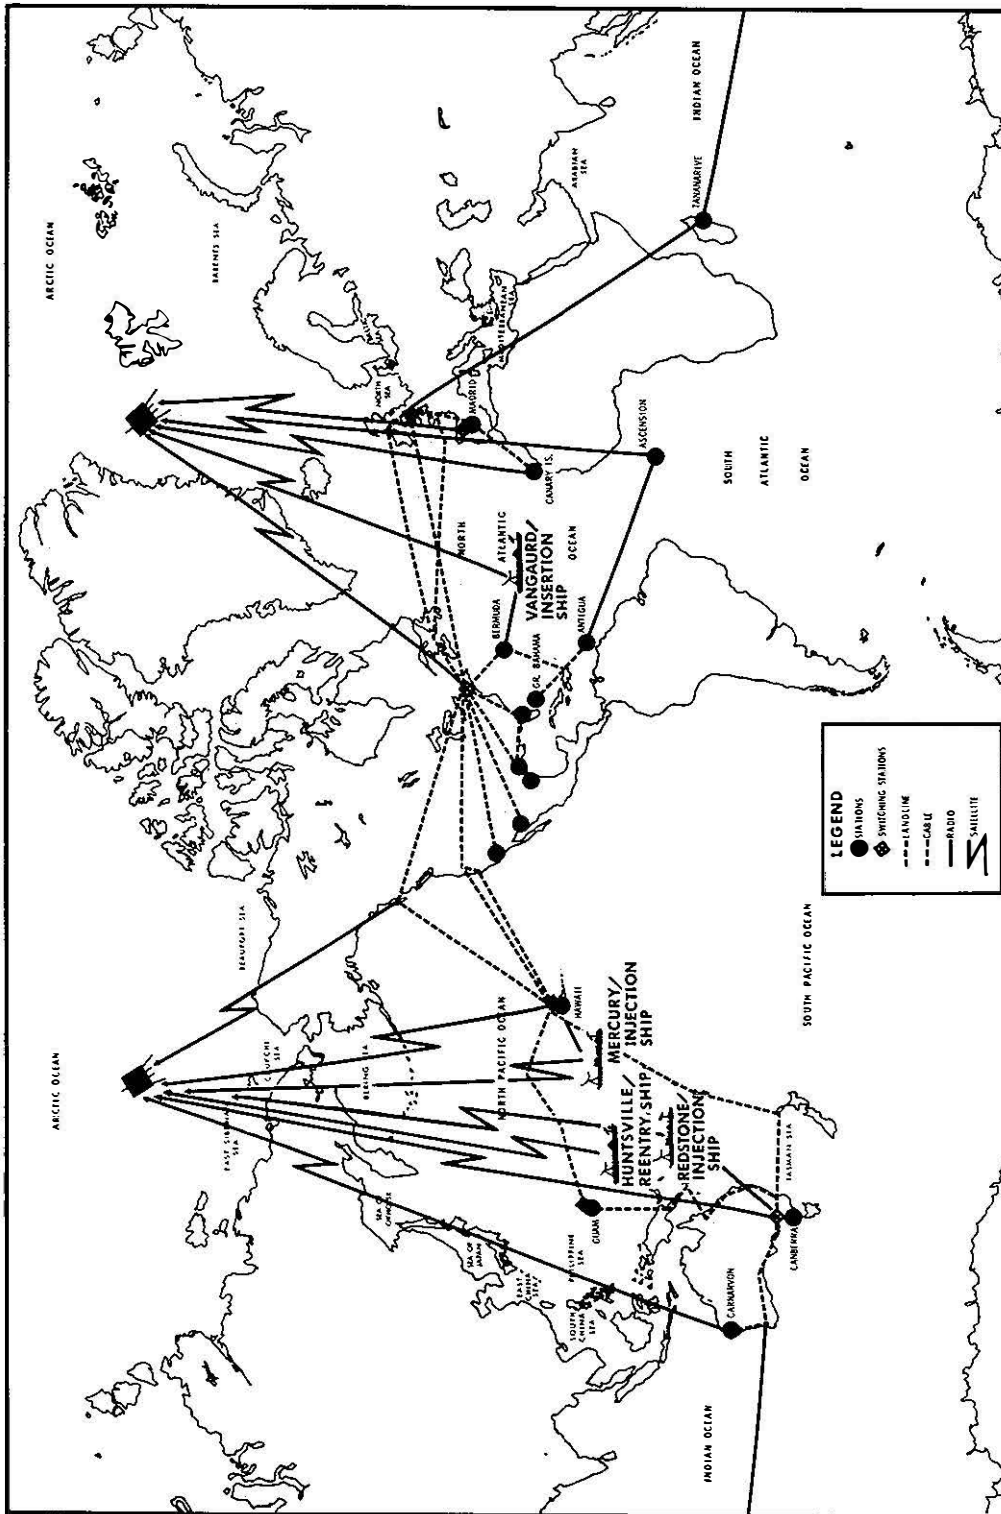 ARCTIC OCEAN
ARCTIC OCEAN
BEAUFORT SEA
BARENTS SEA
EAST SIBERIAN
SEA
CHUKCHI
SEA
BERING SEA
SEA OF
OKHOTSK
SEA OF
JAPAN
EAST
CHINA
SEA
SOUTH
CHINA
SEA
PHILIPPINE
SEA
NORTH PACIFIC OCEAN
NORTH
SEA
MEDITERRANEAN
SEA
ARABIAN
SEA
NORTH
ATLANTIC
OCEAN
MADRID
CANARY IS.
BERMUDA
GR. BAHAMA
ANTIGUA
ASCENSION
TANANARIVE
VANGAURD/
INSERTION
SHIP
HAWAII
MERCURY/
INJECTION
SHIP
HUNTSVILLE/
REENTRY SHIP
REDSTONE/
INJECTION
SHIP
GUAM
CARNARVON
CANBERRA
TASMAN SEA
INDIAN OCEAN
SOUTH PACIFIC OCEAN
SOUTH
ATLANTIC
OCEAN
INDIAN OCEAN
LEGEND
STATIONS
SWITCHING STATIONS
LANDLINE
CABLE
RADIO
SATELLITE